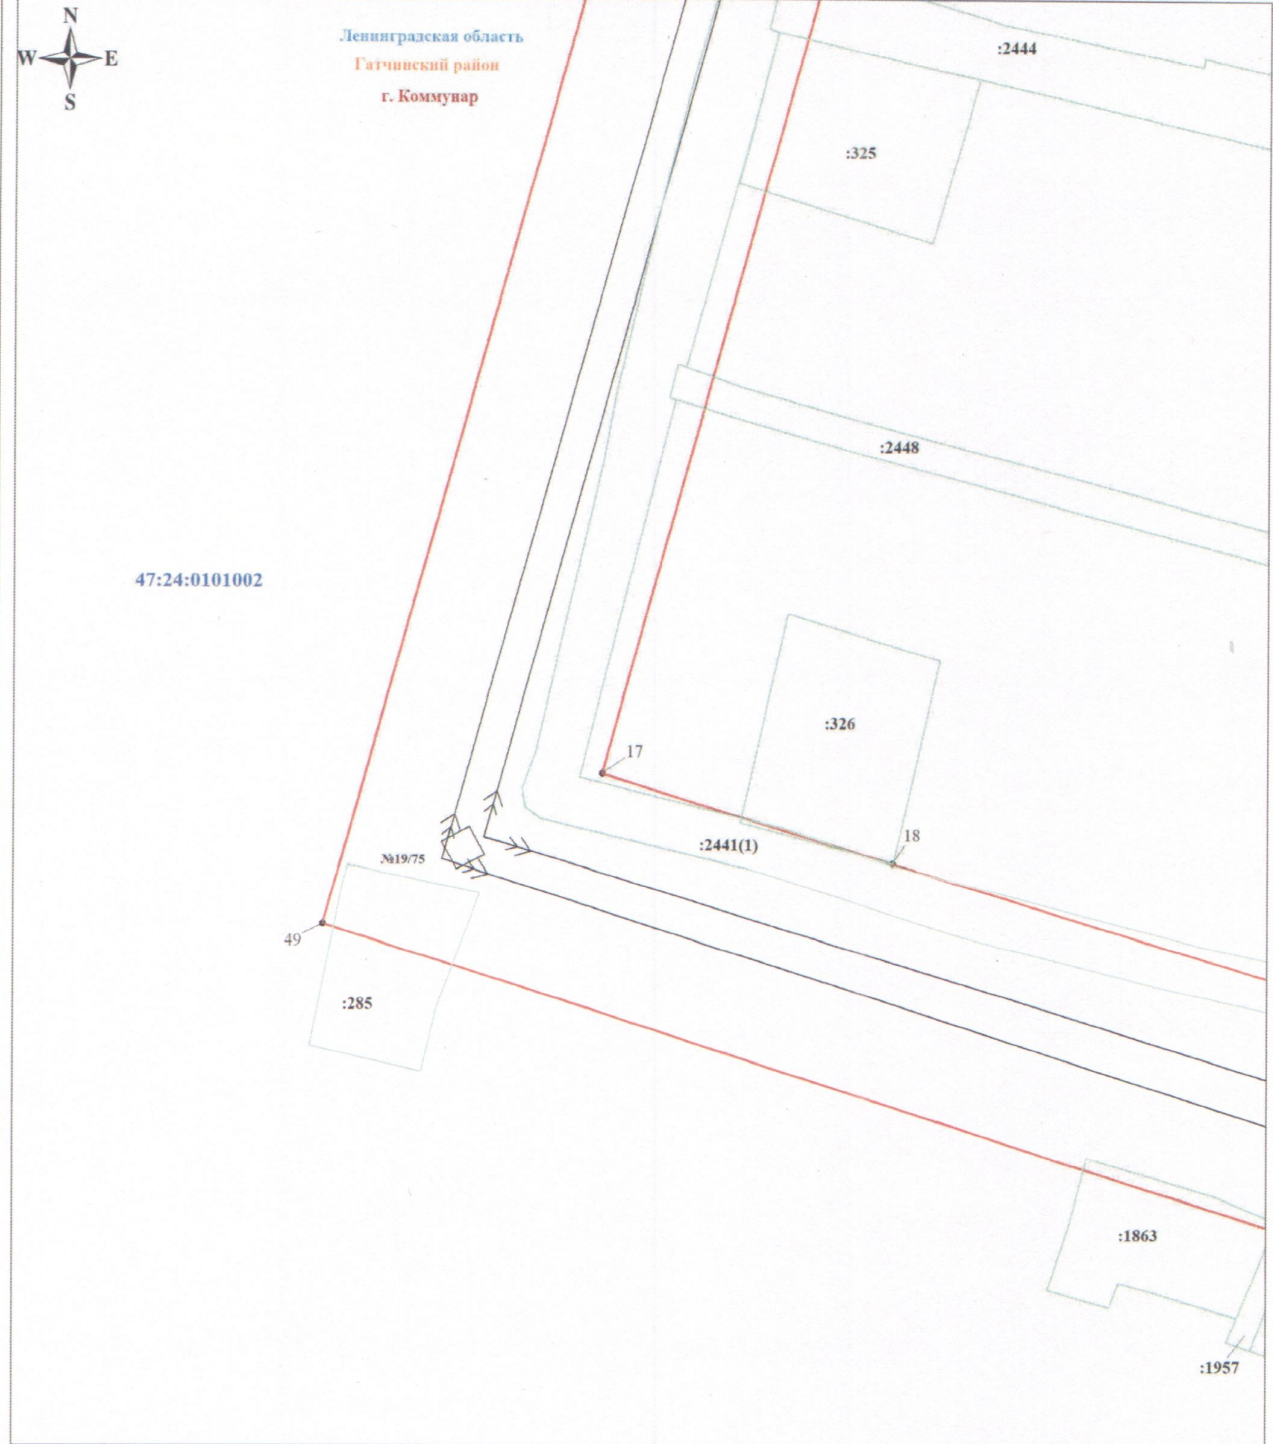 N
W E
S
Ленинградская область
Гатчинский район
г. Коммунар
:2444
:325
:2448
47:24:0101002
:326
17
18
:2441(1)
№19/75
49
:285
:1863
:1957